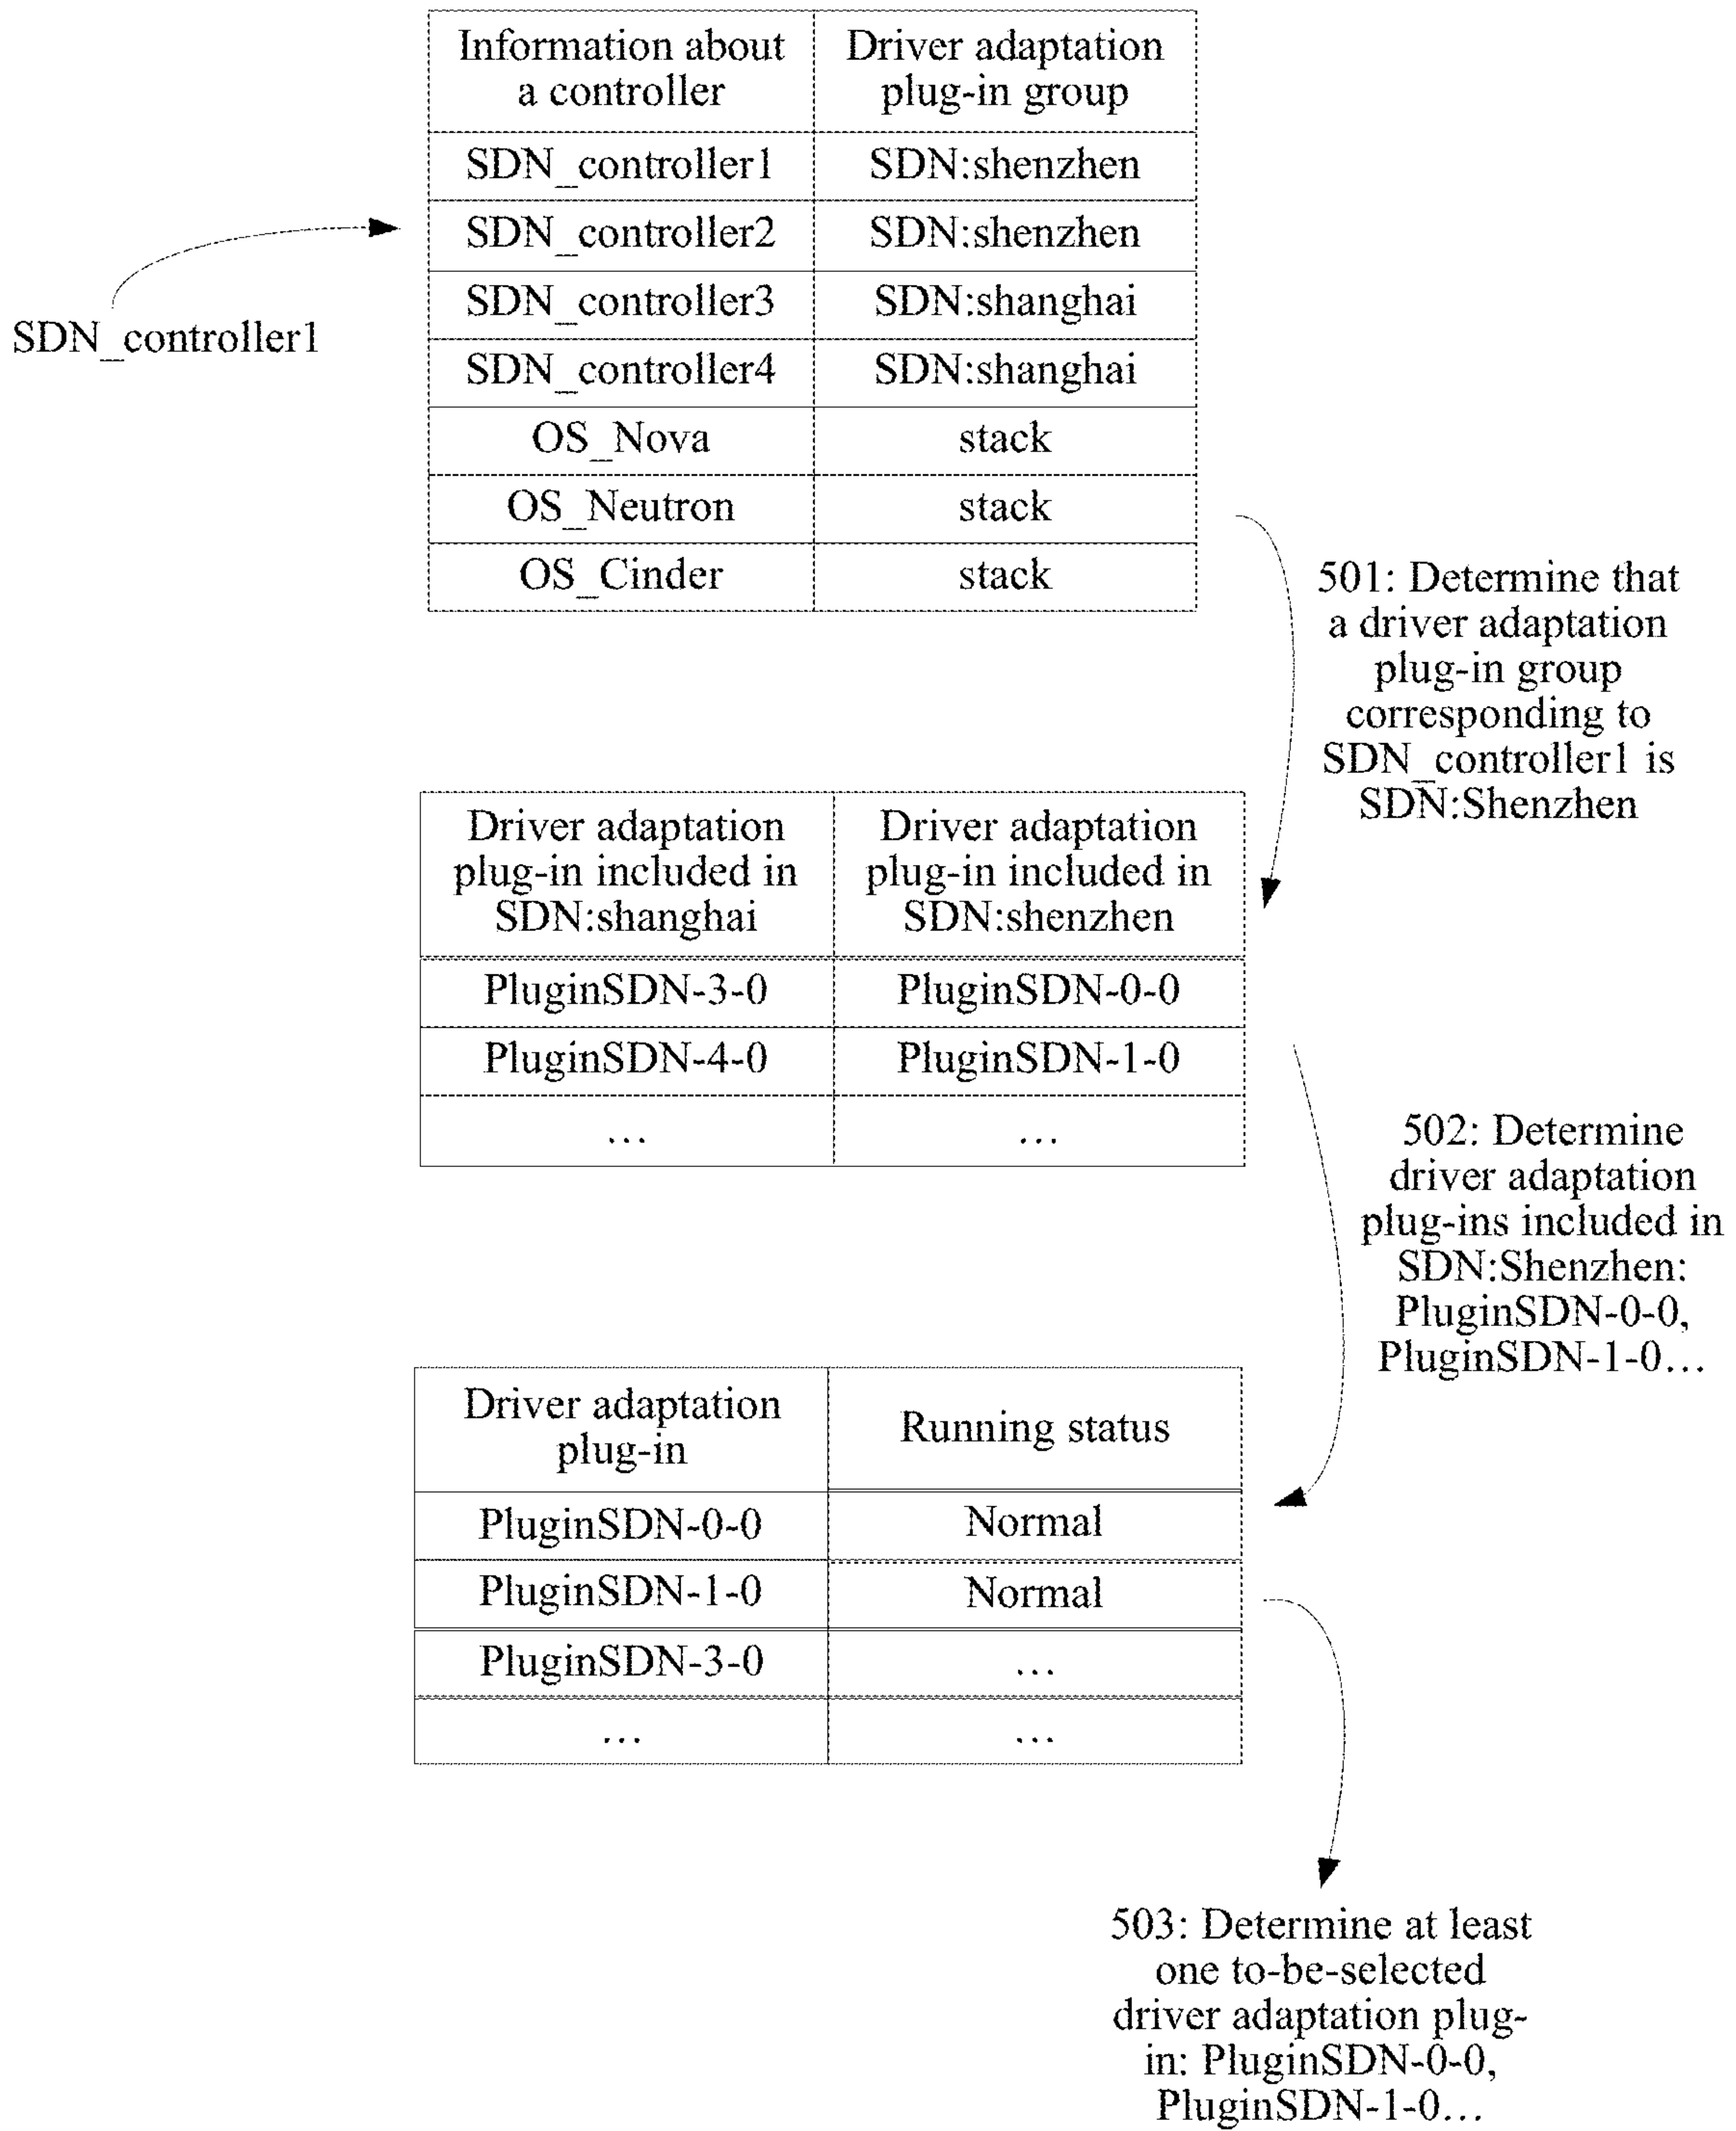 Information about
a controller
Driver adaptation
plug-in group
SDN_controller1
SDN:shenzhen
SDN_controller2
SDN:shenzhen
SDN_controller3
SDN:shanghai
SDN_controller4
SDN:shanghai
OS_Nova
stack
OS_Neutron
stack
OS_Cinder
stack
SDN_controller1
501: Determine that
a driver adaptation
plug-in group
corresponding to
SDN_controller1 is
SDN:Shenzhen
Driver adaptation
plug-in included in
SDN:shanghai
Driver adaptation
plug-in included in
SDN:shenzhen
PluginSDN-3-0
PluginSDN-0-0
PluginSDN-4-0
PluginSDN-1-0
…
…
502: Determine
driver adaptation
plug-ins included in
SDN:Shenzhen:
PluginSDN-0-0,
PluginSDN-1-0…
Driver adaptation
plug-in
Running status
PluginSDN-0-0
Normal
PluginSDN-1-0
Normal
PluginSDN-3-0
…
…
…
503: Determine at least
one to-be-selected
driver adaptation plug-
in: PluginSDN-0-0,
PluginSDN-1-0…